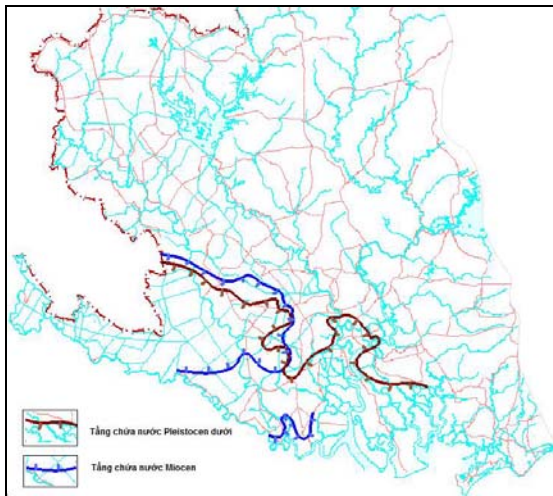 Tầng chứa nước Pleistocen dưới
Tầng chứa nước Miocen